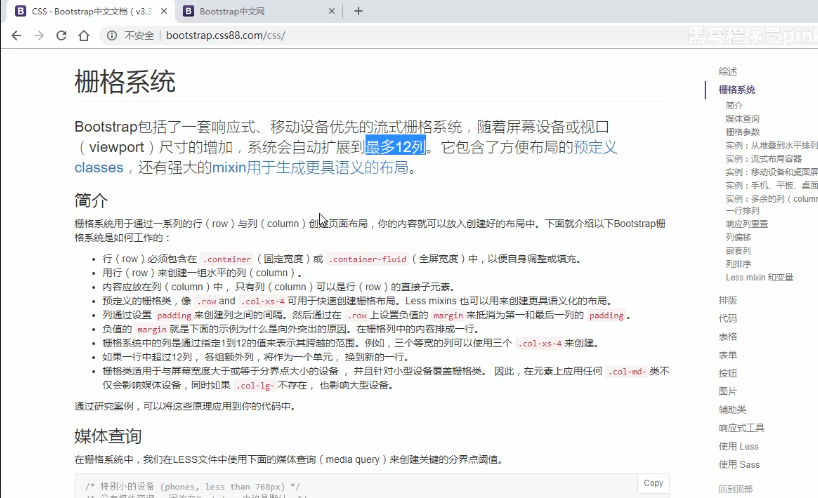 CSS - Bootstrap中文文档（v3.3
Bootstrap中文网
不安全
bootstrap.css88.com/css/
黑马程序员pink
栅格系统
Bootstrap包括了一套响应式、移动设备优先的流式栅格系统，随着屏幕设备或视口
（viewport）尺寸的增加，系统会自动扩展到最多12列。它包含了方便布局的预定义
classes，还有强大的mixin用于生成更具语义的布局。
简介
栅格系统用于通过一系列的行（row）与列（column）创建页面布局，你的内容就可以放入创建好的布局中。下面就介绍以下Bootstrap栅
格系统是如何工作的：
行（row）必须包含在 .container（固定宽度）或 .container-fluid（全屏宽度）中，以便自身调整或填充。
用行（row）来创建一组水平的列（column）。
内容应放在列（column）中， 只有列（column）可以是行（row）的直接子元素。
预定义的栅格类，像 .row and .col-xs-4 可用于快速创建栅格布局。Less mixins 也可以用来创建更具语义化的布局。
列通过设置 padding 来创建列之间的间隔。然后通过在 .row 上设置负值的 margin 来抵消为第一和最后一列的 padding 。
负值的 margin 就是下面的示例为什么是向外突出的原因。在栅格列中的内容排成一行。
栅格系统中的列是通过指定1到12的值来表示其跨越的范围。例如，三个等宽的列可以使用三个 .col-xs-4 来创建。
如果一行中超过12列， 各组额外列，将作为一个单元， 换到新的一行。
栅格类适用于与屏幕宽度大于或等于分界点大小的设备 ， 并且针对小型设备覆盖栅格类。 因此，在元素上应用任何 .col-md- 类不
仅会影响媒体设备，同时如果 .col-lg- 不存在， 也影响大型设备。
通过研究案例，可以将这些原理应用到你的代码中。
媒体查询
在栅格系统中，我们在LESS文件中使用下面的媒体查询（media query）来创建关键的分界点阈值。
/* 特别小的设备 (phones, less than 768px) */
Copy
综述
栅格系统
简介
媒体查询
栅格参数
实例：从堆叠到水平排列
实例：流式布局容器
实例：移动设备和桌面屏
实例：手机、平板、桌面
实例：多余的列（column
一行排列
响应列重置
列偏移
嵌套列
列排序
Less mixin 和变量
排版
代码
表格
表单
按钮
图片
辅助类
响应式工具
使用 Less
使用 Sass
回到顶部